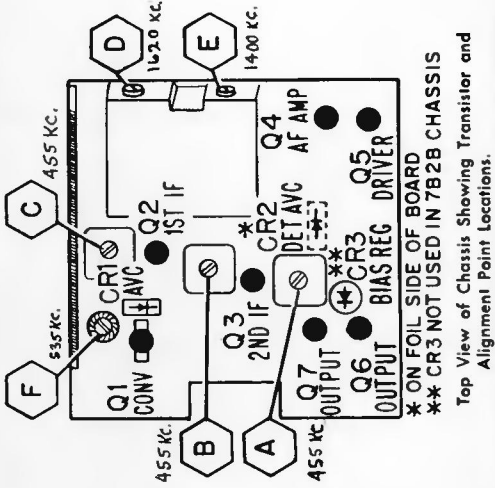 D
1620 KC.
E
1400 KC.
455 KC.
C
535 KC.
F
Q1
CONV
CR1
AVC
Q2
1ST IF
455 KC.
B
Q3
2ND IF
*
CR2
DET AVC
Q4
AF AMP
455 KC.
A
Q7
OUTPUT
Q6
OUTPUT
**
CR3
BIAS REG
Q5
DRIVER
* ON FOIL SIDE OF BOARD
** CR3 NOT USED IN 7B2B CHASSIS
Top View of Chassis Showing Transistor and
Alignment Point Locations.